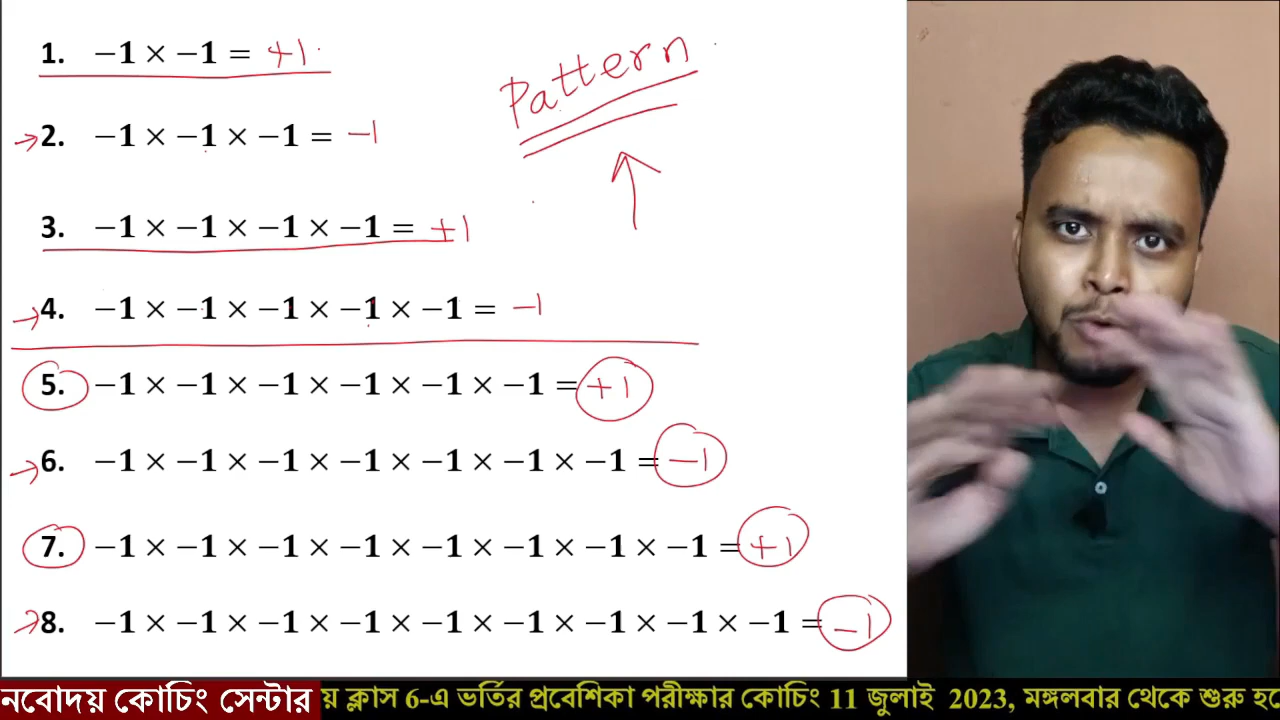 1. −1 × −1 = +1
Pattern
2. −1 × −1 × −1 = −1
3. −1 × −1 × −1 × −1 = +1
4. −1 × −1 × −1 × −1 × −1 = −1
5. −1 × −1 × −1 × −1 × −1 × −1 = +1
6. −1 × −1 × −1 × −1 × −1 × −1 × −1 = −1
7. −1 × −1 × −1 × −1 × −1 × −1 × −1 × −1 = +1
8. −1 × −1 × −1 × −1 × −1 × −1 × −1 × −1 × −1 = −1
নবোদয় কোচিং সেন্টার য় ক্লাস 6-এ ভর্তির প্রবেশিকা পরীক্ষার কোচিং 11 জুলাই 2023, মঙ্গলবার থেকে শুরু